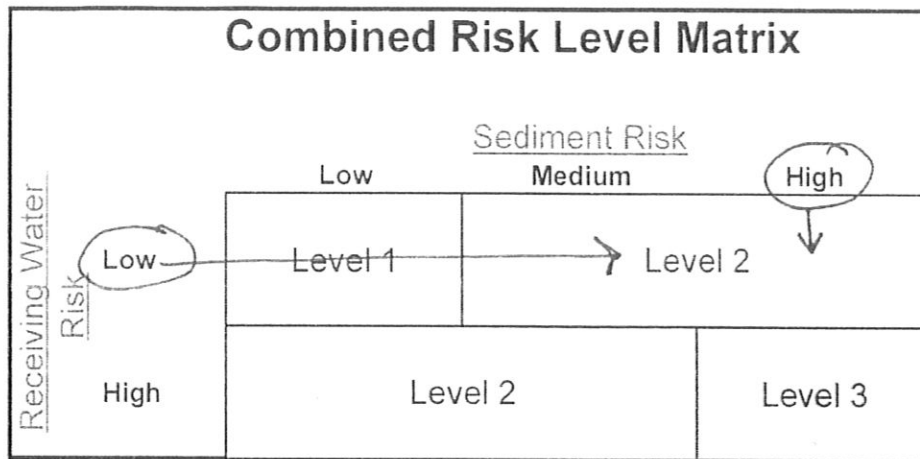 Combined Risk Level Matrix
Sediment Risk
Low Medium High
Receiving Water
Risk
Low Level 1 Level 2
High Level 2 Level 3